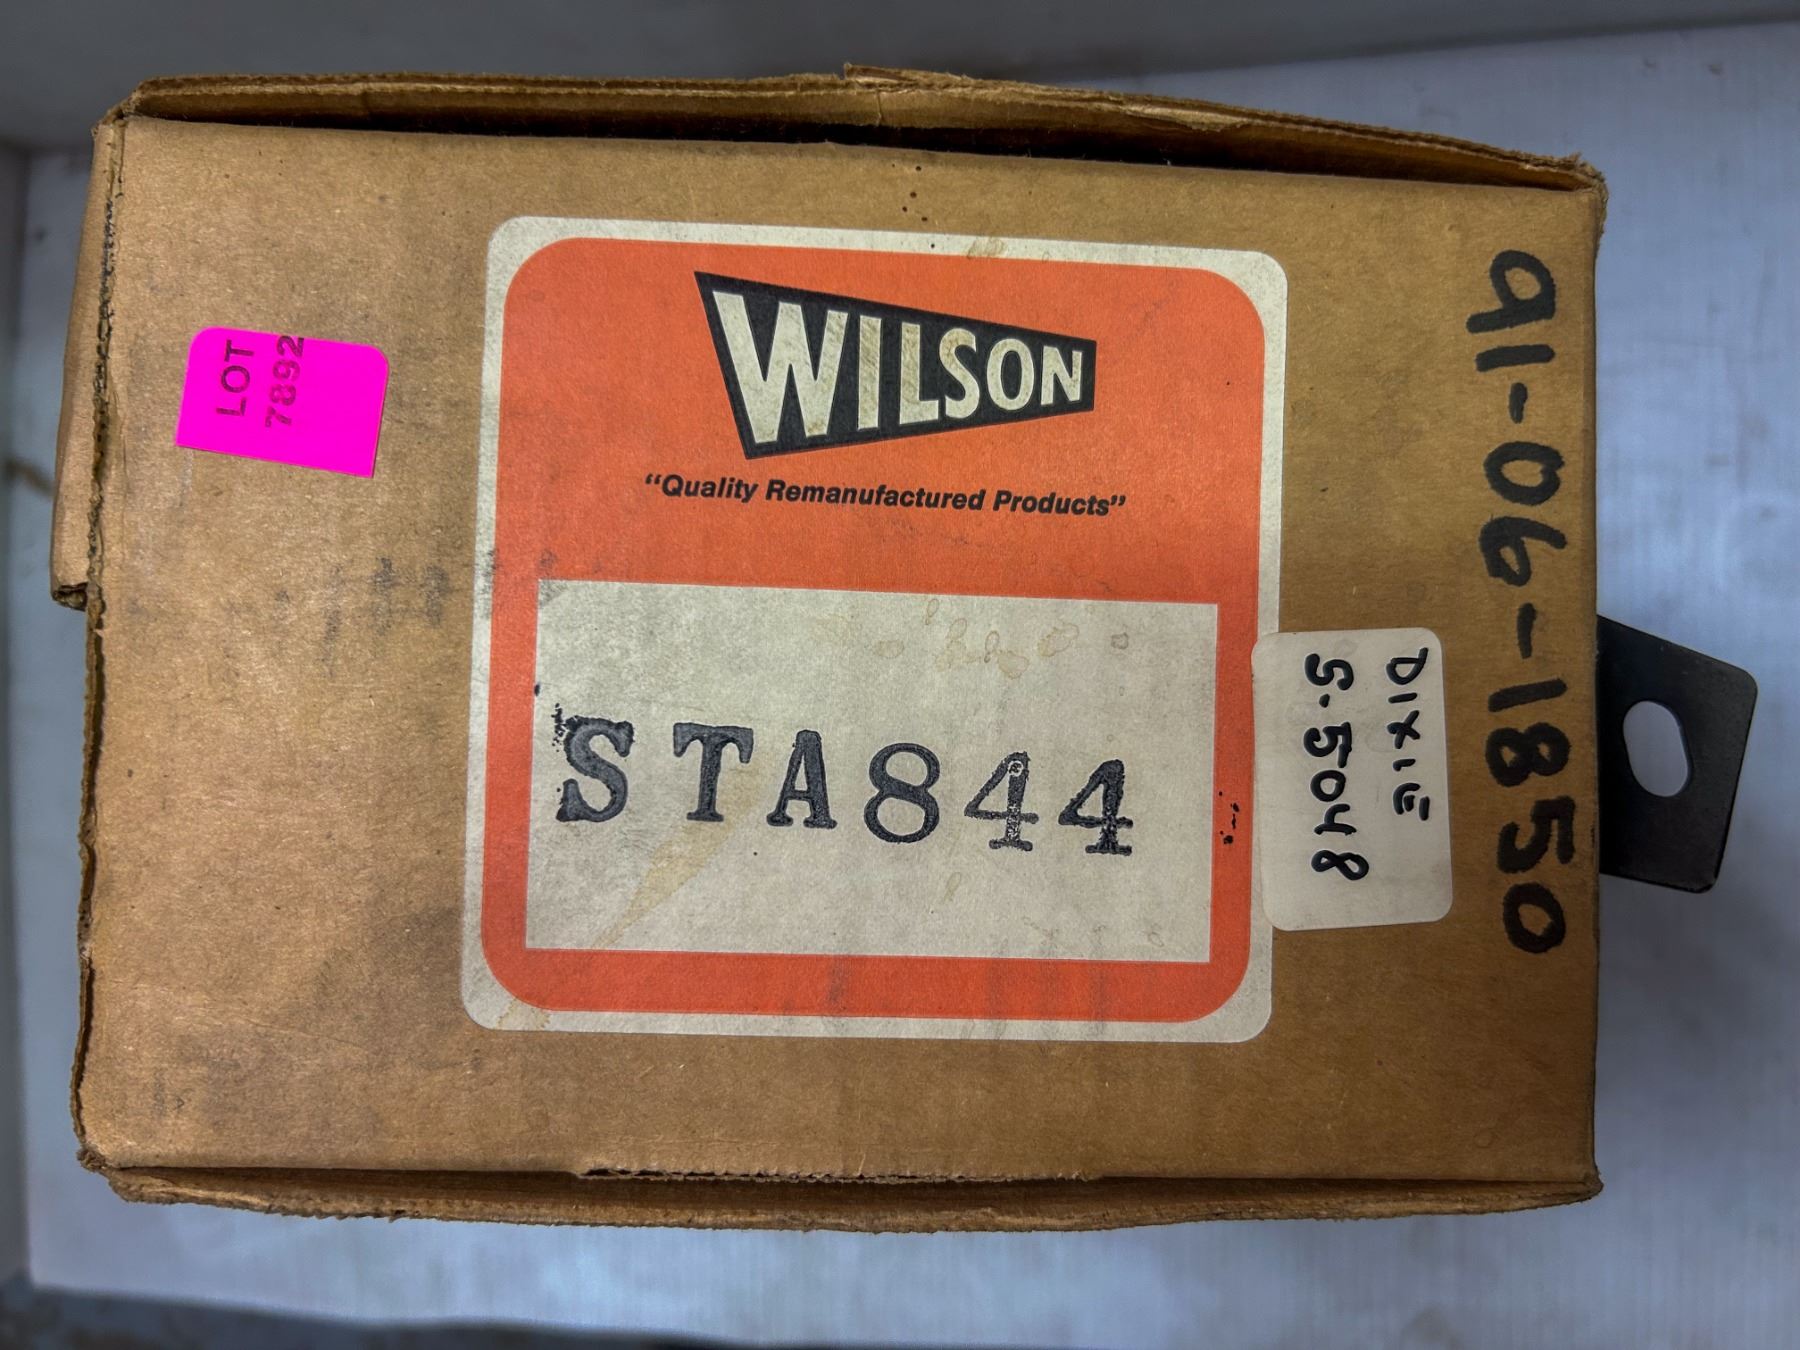 LOT
7892
WILSON
“Quality Remanufactured Products”
STA844
DIXIE
S.5048
91-06-1850